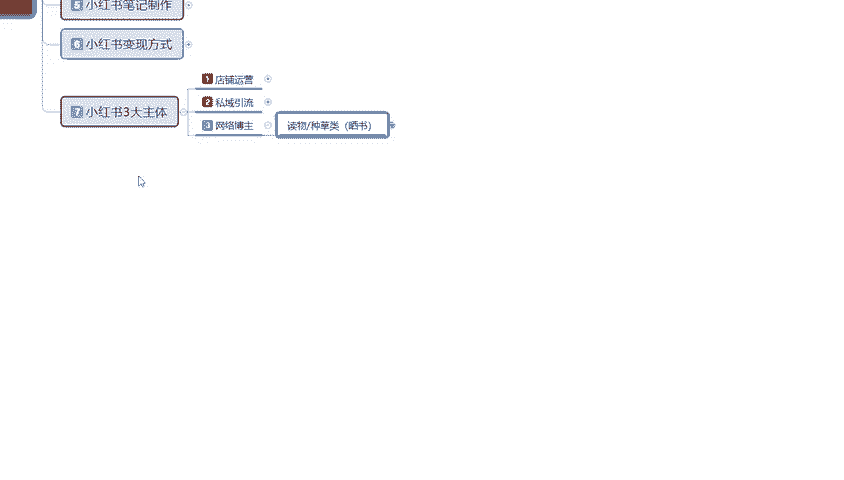 5 小红书笔记制作
6 小红书变现方式
7 小红书3大主体
1 店铺运营
2 私域引流
3 网络博主
读物/种草类（晒书）